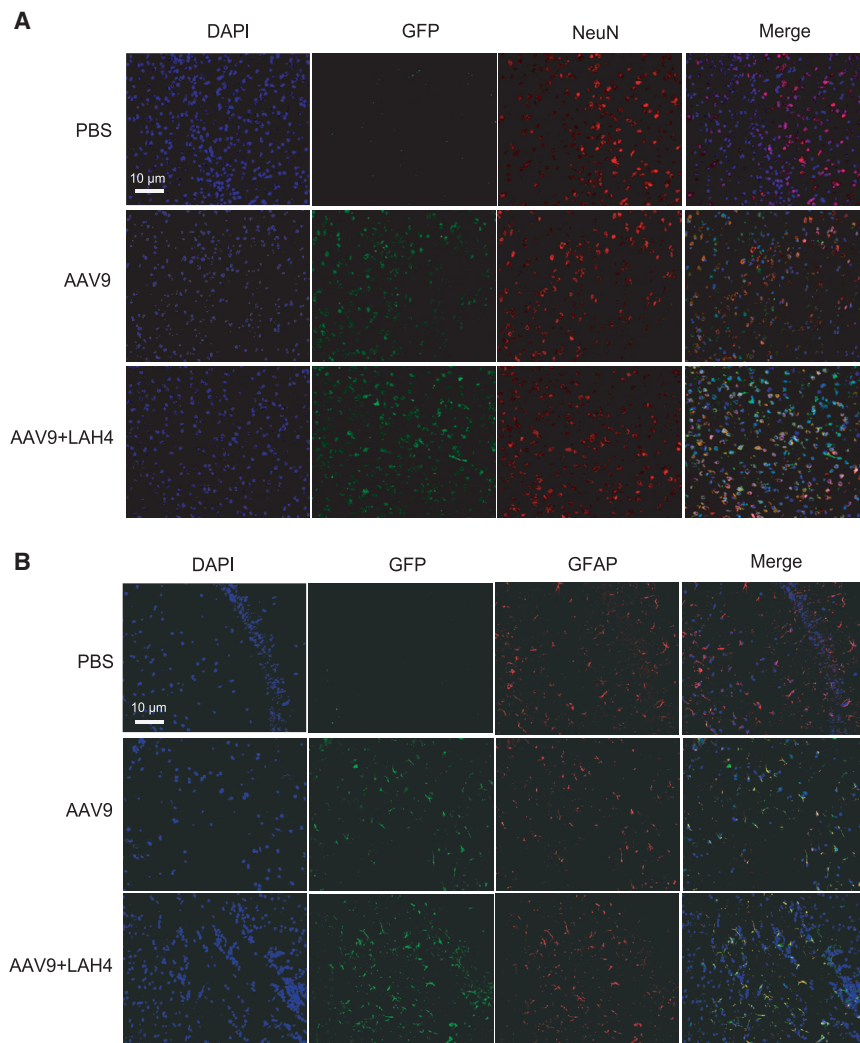 A
DAPI GFP NeuN Merge
PBS
10 µm
AAV9
AAV9+LAH4
B
DAPI GFP GFAP Merge
PBS
10 µm
AAV9
AAV9+LAH4